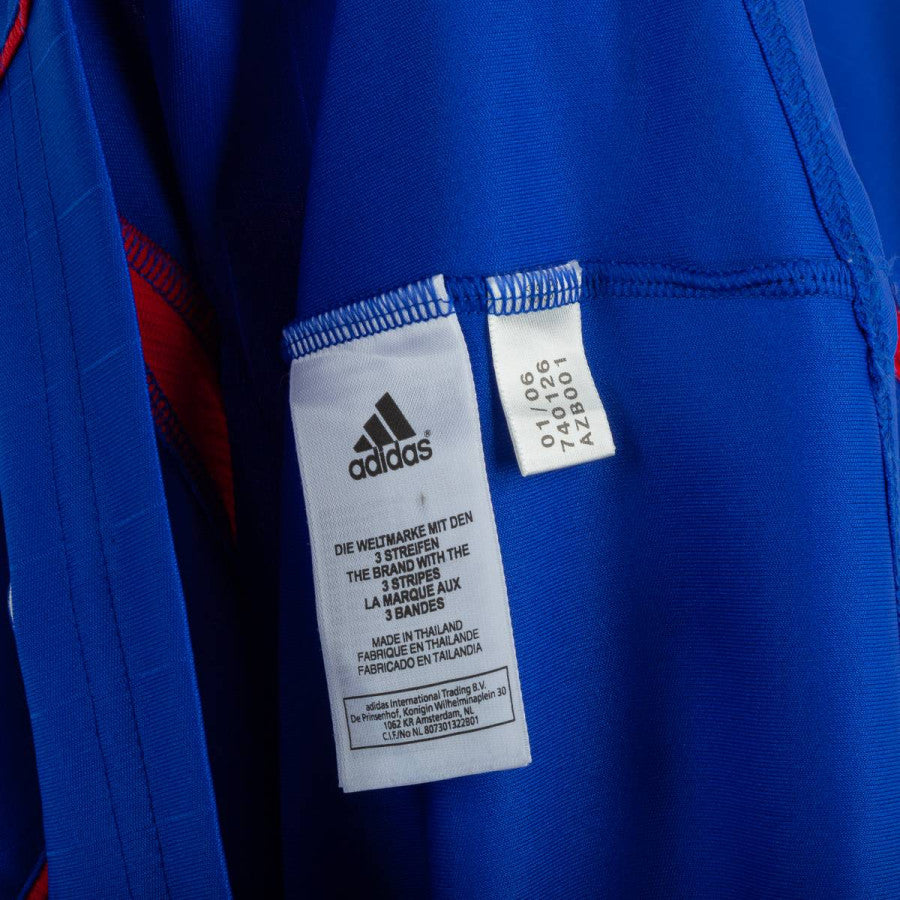 adidas®
DIE WELTMARKE MIT DEN
3 STREIFEN
THE BRAND WITH THE
3 STRIPES
LA MARQUE AUX
3 BANDES
MADE IN THAILAND
FABRIQUE EN THAILANDE
FABRICADO EN TAILANDIA
adidas International Trading B.V.
De Prinsenhof, Konigin Wilhelminaplein 30
1062 KR Amsterdam, NL
C.I.F./No NL 807301322B01
01/06
740126
AZB001